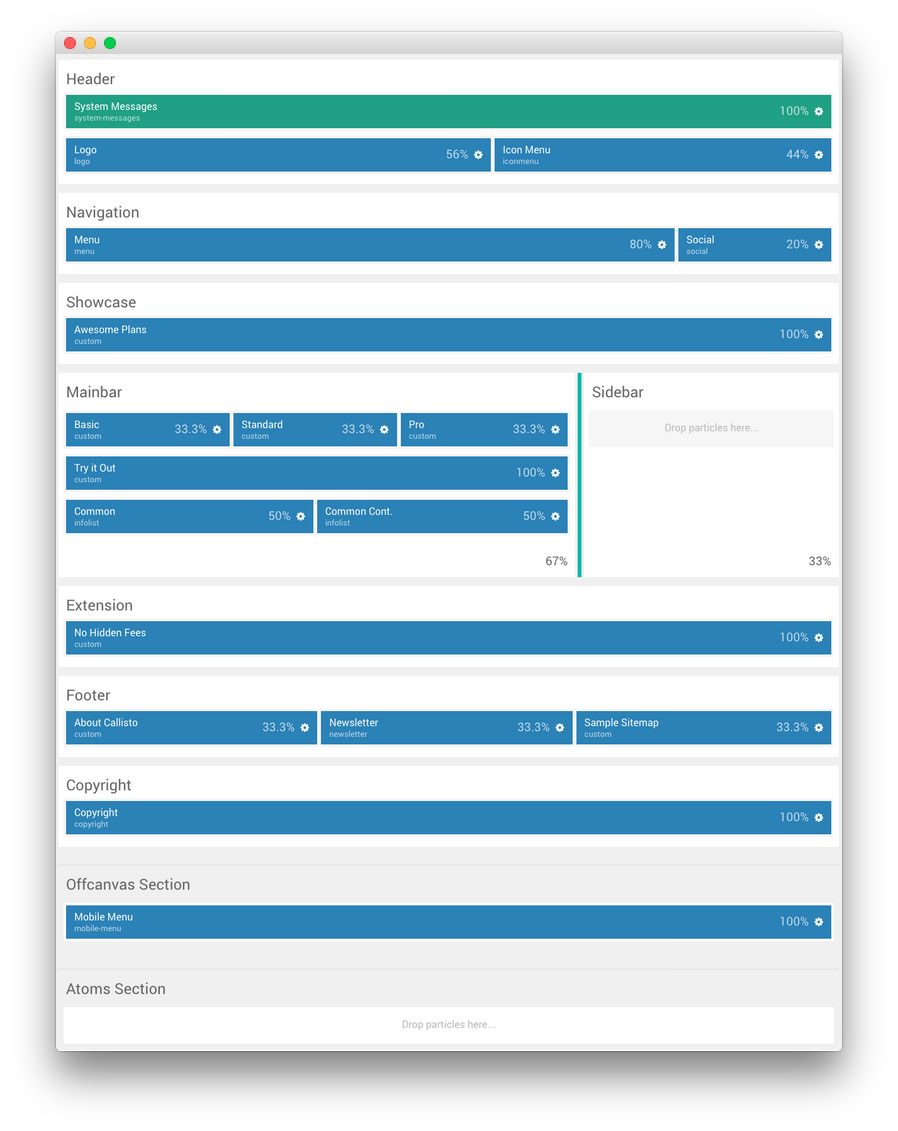 Header
System Messages 100%
system-messages
Logo 56% Icon Menu 44%
logo iconmenu
Navigation
Menu 80% Social 20%
menu social
Showcase
Awesome Plans 100%
custom
Mainbar
Basic 33.3% Standard 33.3% Pro 33.3%
custom custom custom
Try it Out 100%
custom
Common 50% Common Cont. 50%
infolist infolist
67%
Sidebar
Drop particles here...
33%
Extension
No Hidden Fees 100%
custom
Footer
About Callisto 33.3% Newsletter 33.3% Sample Sitemap 33.3%
custom newsletter custom
Copyright
Copyright 100%
copyright
Offcanvas Section
Mobile Menu 100%
mobile-menu
Atoms Section
Drop particles here...